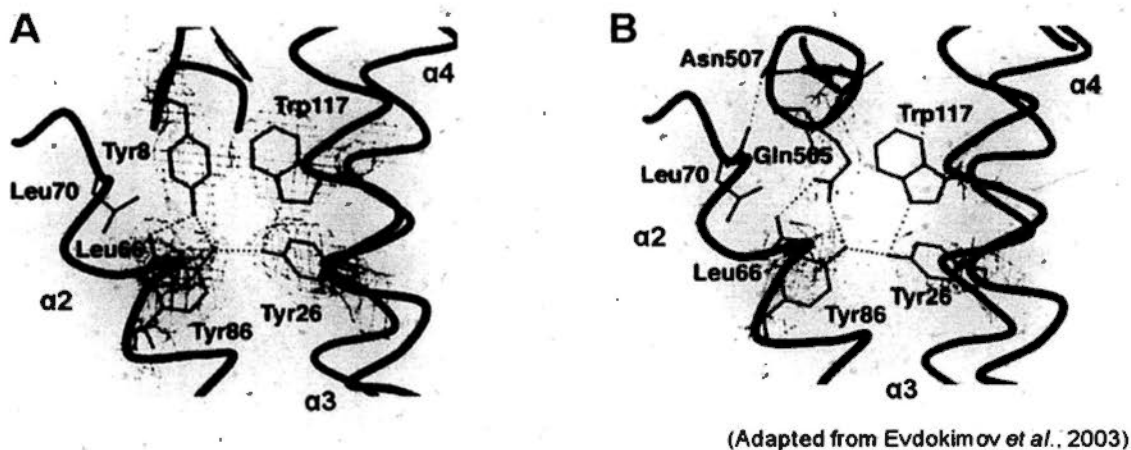 A
α4
Trp117
Tyr8
Leu70
Leu66
α2
Tyr26
Tyr86
α3
B
Asn507
α4
Trp117
Gln505
Leu70
α2
Leu66
Tyr26
Tyr86
α3
(Adapted from Evdokimov et al., 2003)